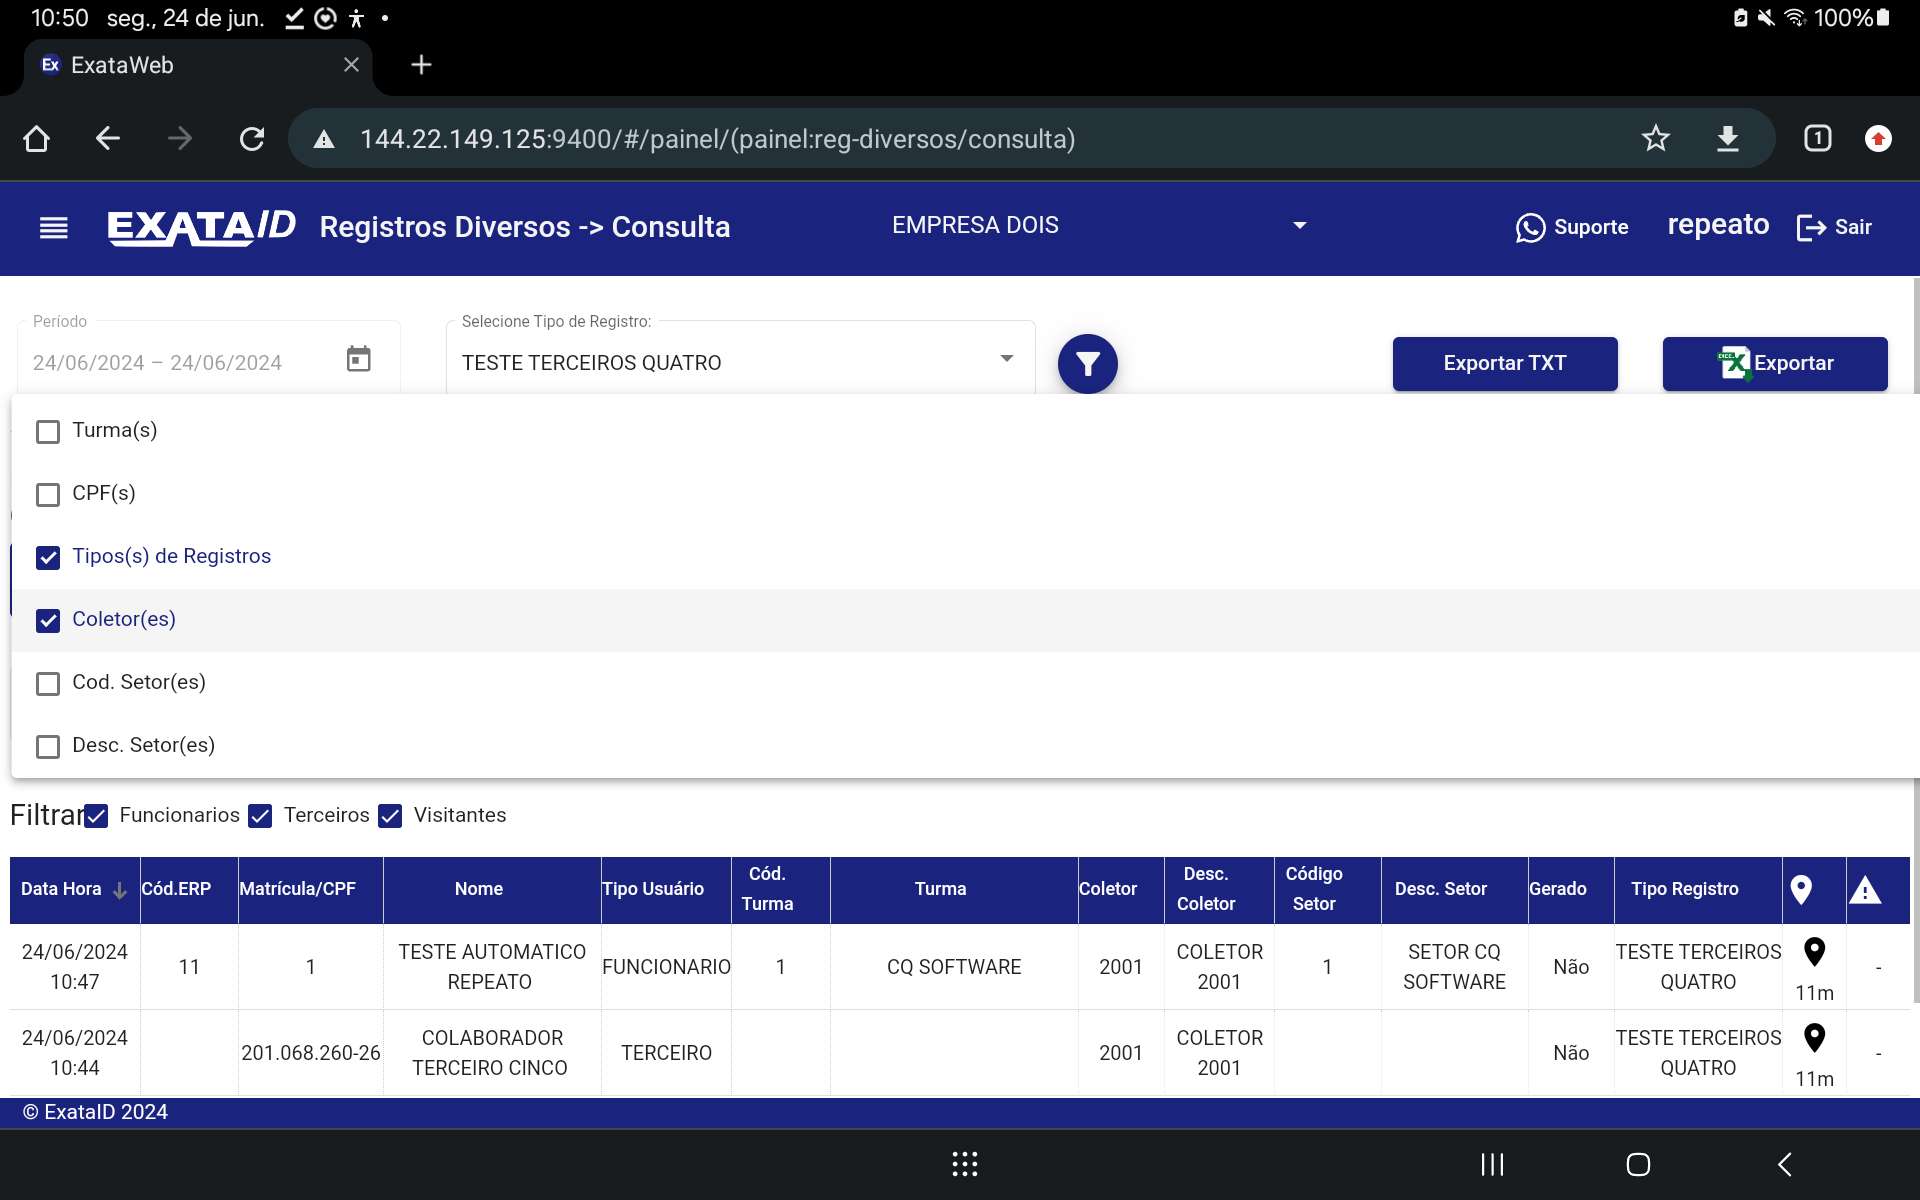 10:50 seg., 24 de jun. 100%
Ex ExataWeb
144.22.149.125:9400/#/painel/(painel:reg-diversos/consulta) 1
EXATAID Registros Diversos -> Consulta EMPRESA DOIS Suporte repeato Sair
Período Selecione Tipo de Registro:
24/06/2024 – 24/06/2024 TESTE TERCEIROS QUATRO Exportar TXT Exportar
Turma(s)
CPF(s)
Tipos(s) de Registros
Coletor(es)
Cod. Setor(es)
Desc. Setor(es)
Filtrar Funcionarios Terceiros Visitantes
Data Hora Cód.ERP Matrícula/CPF Nome Tipo Usuário Cód. Turma Turma Coletor Desc. Coletor Código Setor Desc. Setor Gerado Tipo Registro
24/06/2024 10:47 11 1 TESTE AUTOMATICO REPEATO FUNCIONARIO 1 CQ SOFTWARE 2001 COLETOR 2001 1 SETOR CQ SOFTWARE Não TESTE TERCEIROS QUATRO 11m -
24/06/2024 10:44 201.068.260-26 COLABORADOR TERCEIRO CINCO TERCEIRO 2001 COLETOR 2001 Não TESTE TERCEIROS QUATRO 11m -
© ExataID 2024